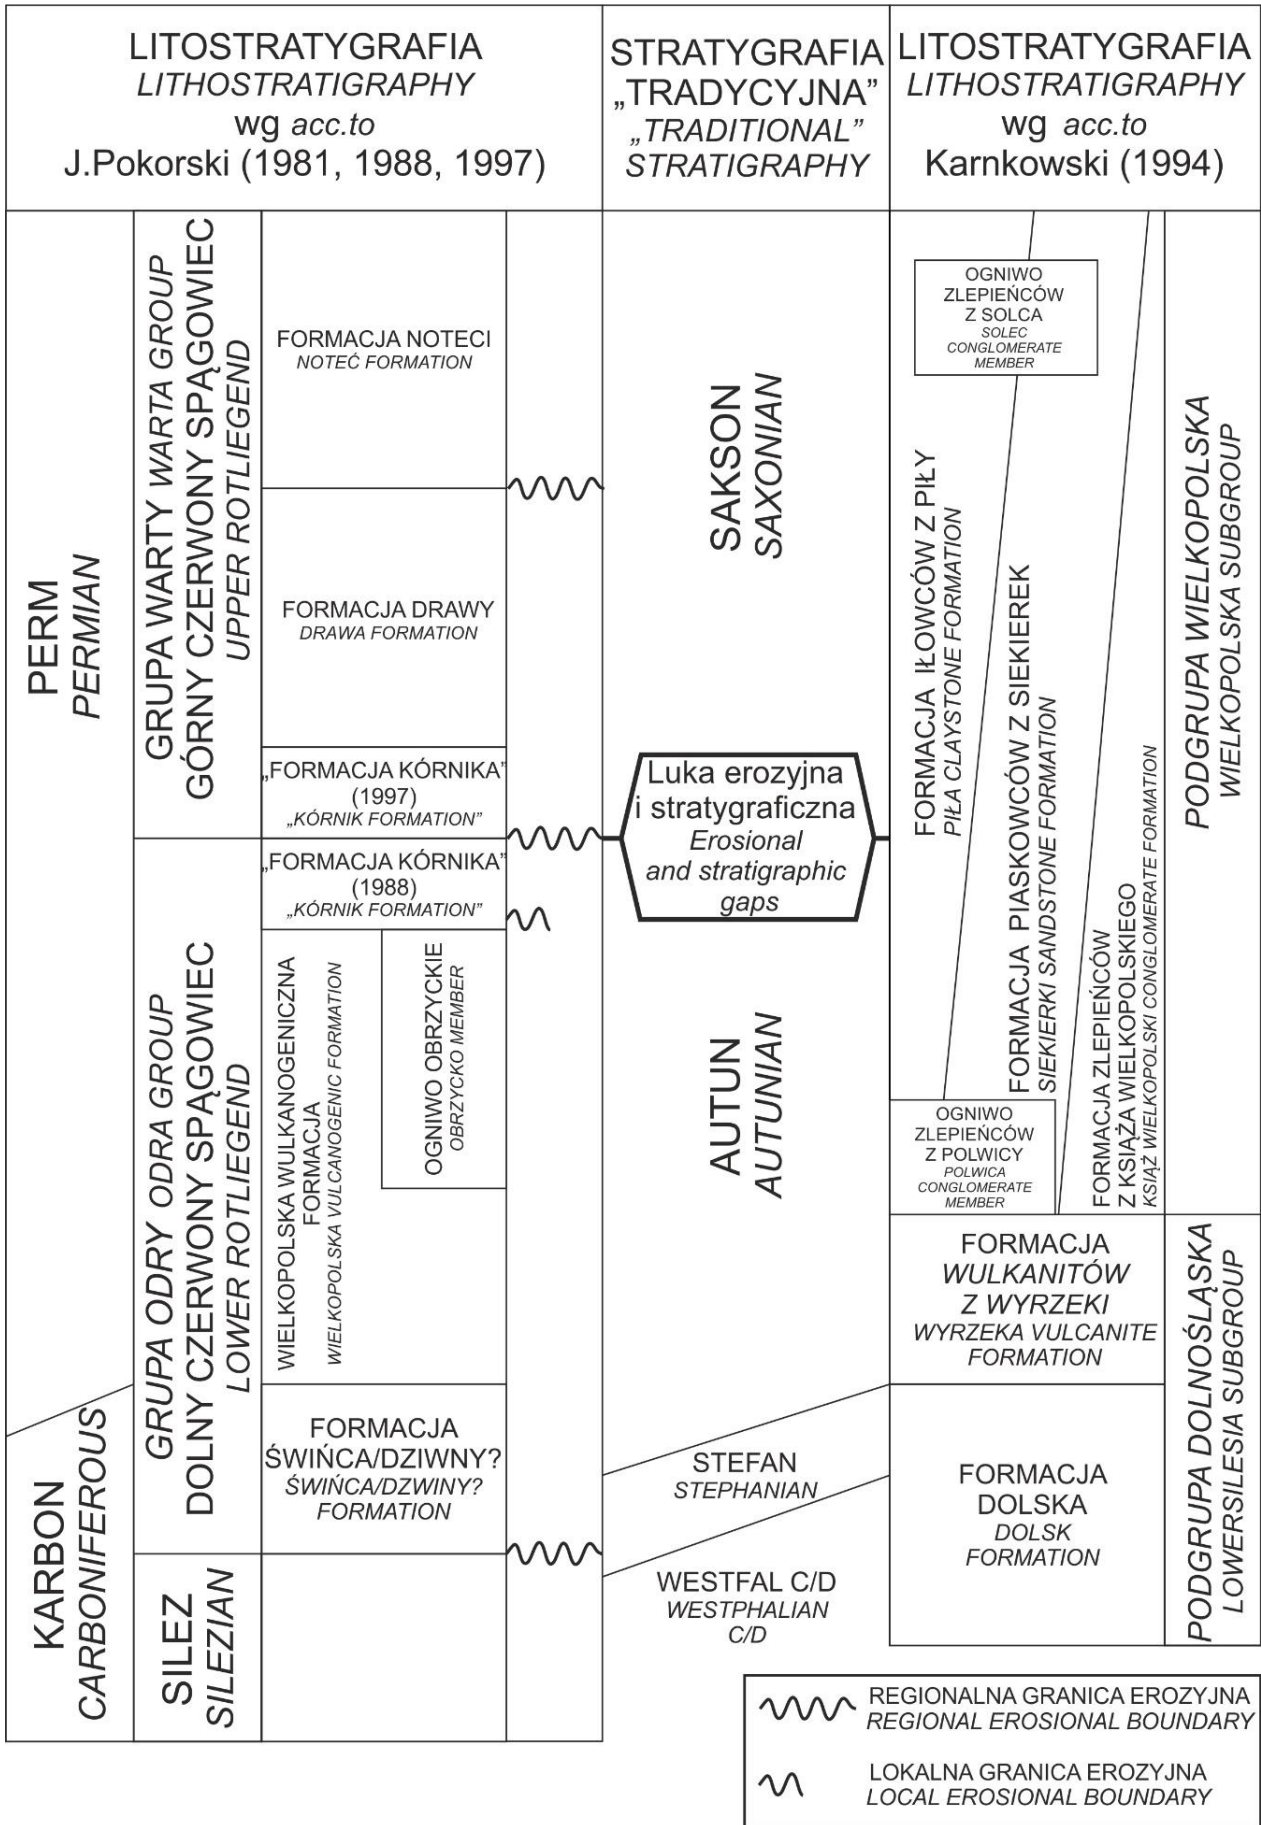 LITOSTRATYGRAFIA
LITHOSTRATIGRAPHY
wg acc.to
J.Pokorski (1981, 1988, 1997)
STRATYGRAFIA
„TRADYCYJNA”
„TRADITIONAL”
STRATIGRAPHY
LITOSTRATYGRAFIA
LITHOSTRATIGRAPHY
wg acc.to
Karnkowski (1994)
PERM
PERMIAN
KARBON
CARBONIFEROUS
GRUPA WARTY WARTA GROUP
GÓRNY CZERWONY SPĄGOWIEC
UPPER ROTLIEGEND
GRUPA ODRY ODRA GROUP
DOLNY CZERWONY SPĄGOWIEC
LOWER ROTLIEGEND
SILEZ
SILEZIAN
FORMACJA NOTECI
NOTEĆ FORMATION
FORMACJA DRAWY
DRAWA FORMATION
„FORMACJA KÓRNIKA”
(1997)
„KÓRNIK FORMATION”
„FORMACJA KÓRNIKA”
(1988)
„KÓRNIK FORMATION”
WIELKOPOLSKA WULKANOGENICZNA
FORMACJA
WIELKOPOLSKA VULCANOGENIC FORMATION
OGNIWO OBRZYCKIE
OBRZYCKO MEMBER
FORMACJA
ŚWIŃCA/DZIWNY?
ŚWIŃCA/DZWINY?
FORMATION
SAKSON
SAXONIAN
Luka erozyjna
i stratygraficzna
Erosional
and stratigraphic
gaps
AUTUN
AUTUNIAN
STEFAN
STEPHANIAN
WESTFAL C/D
WESTPHALIAN
C/D
OGNIWO
ZLEPIEŃCÓW
Z SOLCA
SOLEC
CONGLOMERATE
MEMBER
FORMACJA IŁOWCÓW Z PIŁY
PIŁA CLAYSTONE FORMATION
FORMACJA PIASKOWCÓW Z SIEKIEREK
SIEKIERKI SANDSTONE FORMATION
FORMACJA ZLEPIEŃCÓW
Z KSIĄŻA WIELKOPOLSKIEGO
KSIĄŻ WIELKOPOLSKI CONGLOMERATE FORMATION
OGNIWO
ZLEPIEŃCÓW
Z POLWICY
POLWICA
CONGLOMERATE
MEMBER
FORMACJA
WULKANITÓW
Z WYRZEKI
WYRZEKA VULCANITE
FORMATION
FORMACJA
DOLSKA
DOLSK
FORMATION
PODGRUPA WIELKOPOLSKA
WIELKOPOLSKA SUBGROUP
PODGRUPA DOLNOŚLĄSKA
LOWERSILESIA SUBGROUP
REGIONALNA GRANICA EROZYJNA
REGIONAL EROSIONAL BOUNDARY
LOKALNA GRANICA EROZYJNA
LOCAL EROSIONAL BOUNDARY